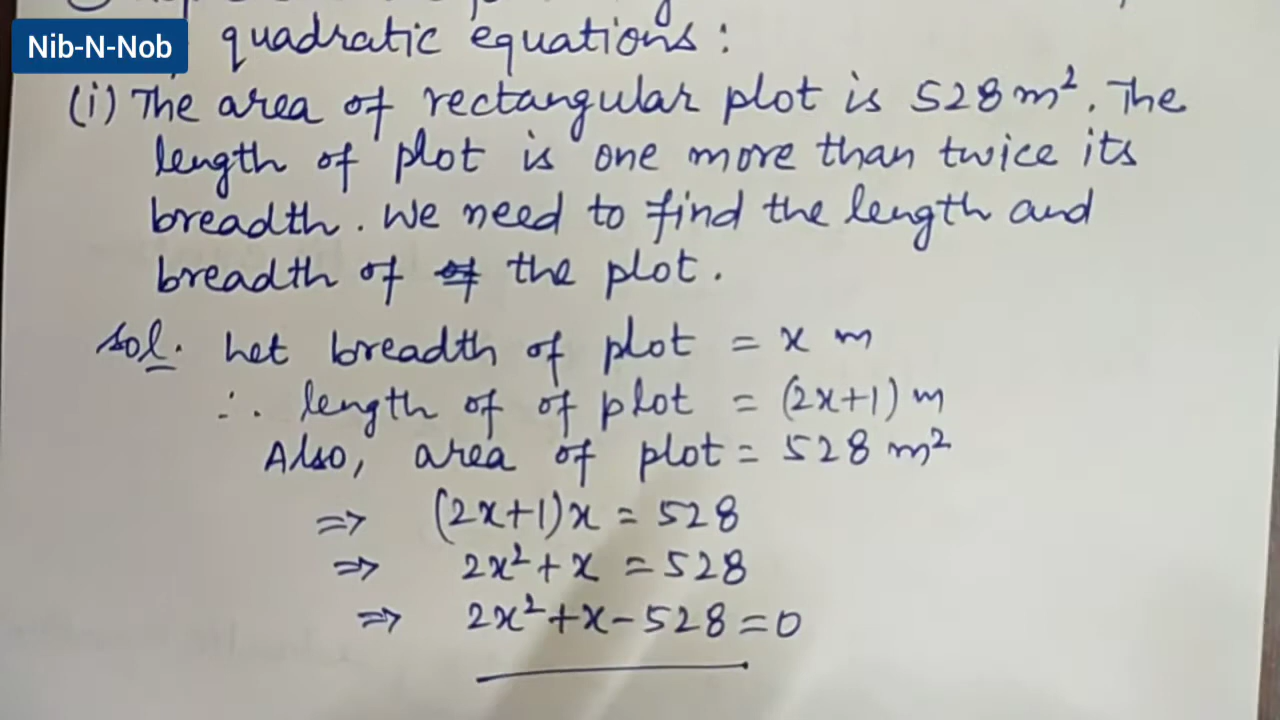 Nib-N-Nob
quadratic equations:
(i) The area of rectangular plot is 528 m². The
length of plot is one more than twice its
breadth. We need to find the length and
breadth of of the plot.
Sol. Let breadth of plot = x m
∴ length of of plot = (2x+1) m
Also, area of plot = 528 m²
⇒ (2x+1)x = 528
⇒ 2x²+x = 528
⇒ 2x²+x-528=0